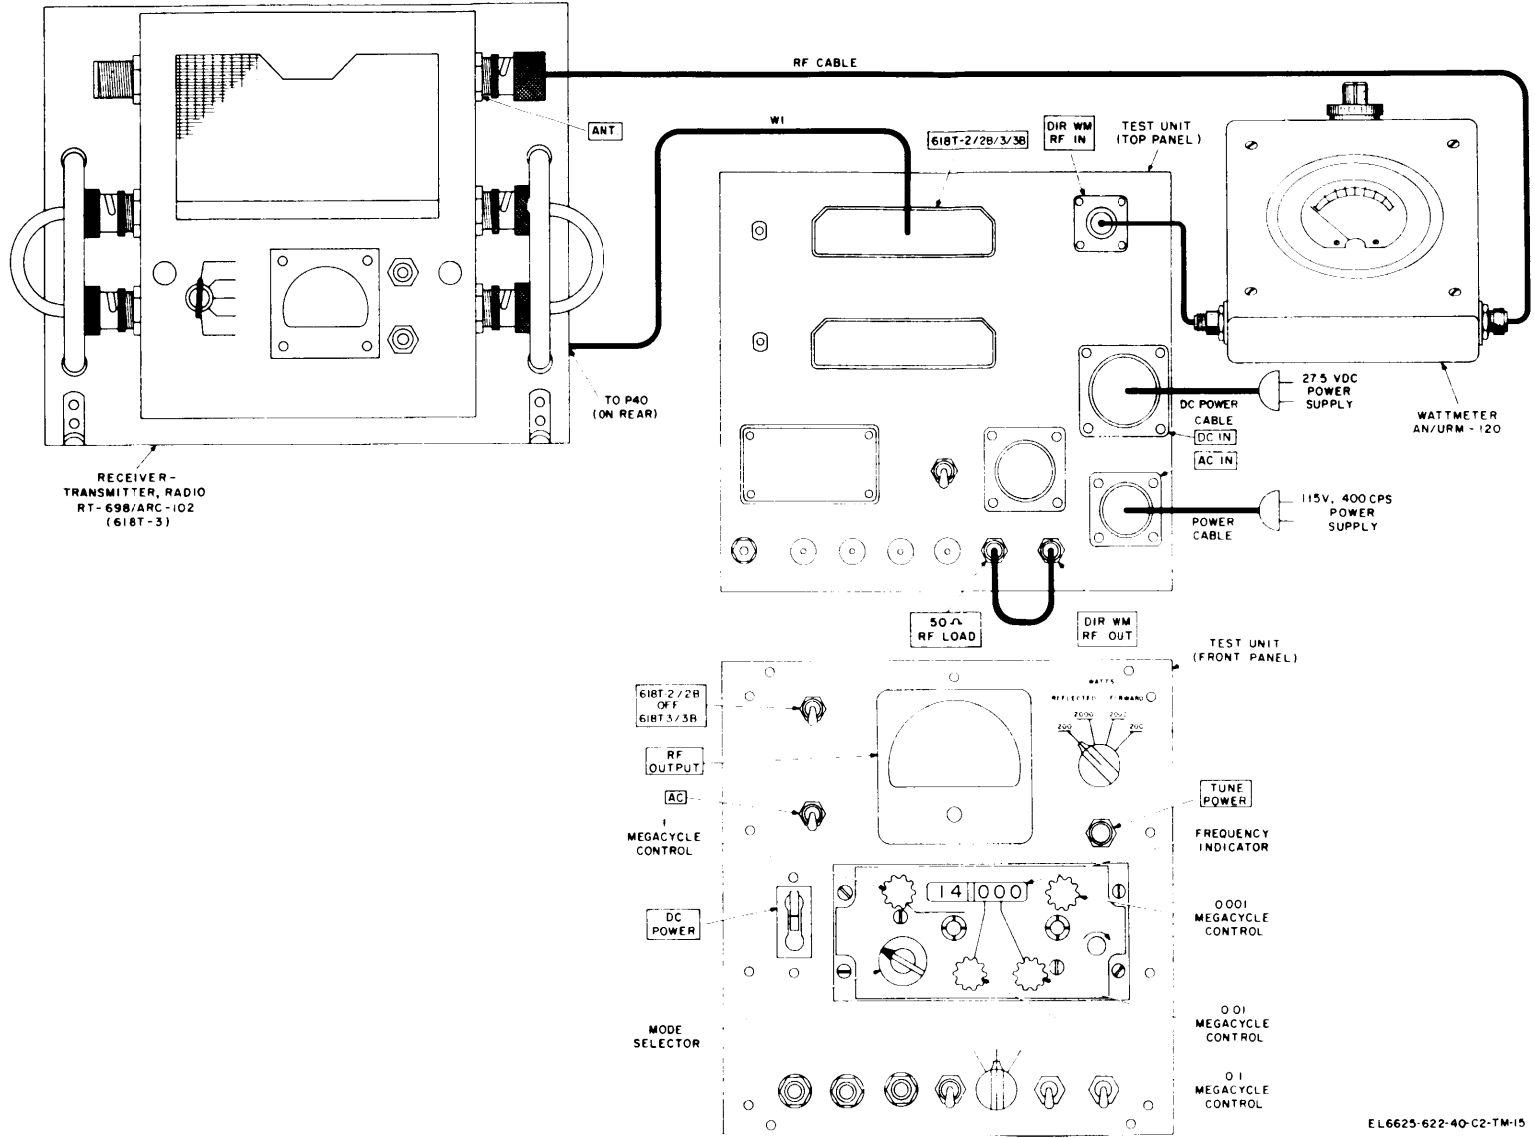 RF CABLE
ANT
W1
618T-2/2B/3/3B
DIR WM
RF IN
TEST UNIT
(TOP PANEL)
TO P40
(ON REAR)
RECEIVER-
TRANSMITTER, RADIO
RT-698/ARC-102
(618T-3)
DC POWER
CABLE
DC IN
AC IN
27 5 VDC
POWER
SUPPLY
WATTMETER
AN/URM-120
POWER
CABLE
115V, 400 CPS
POWER
SUPPLY
50 Ω
RF LOAD
DIR WM
RF OUT
TEST UNIT
(FRONT PANEL)
618T-2/2B
OFF
618T3/3B
WATTS
REFLECTED FORWARD
200 2000 2000 200
RF
OUTPUT
AC
1
MEGACYCLE
CONTROL
TUNE
POWER
FREQUENCY
INDICATOR
14 000
DC
POWER
0 001
MEGACYCLE
CONTROL
0 01
MEGACYCLE
CONTROL
MODE
SELECTOR
0 1
MEGACYCLE
CONTROL
EL6625-622-40-C2-TM-15